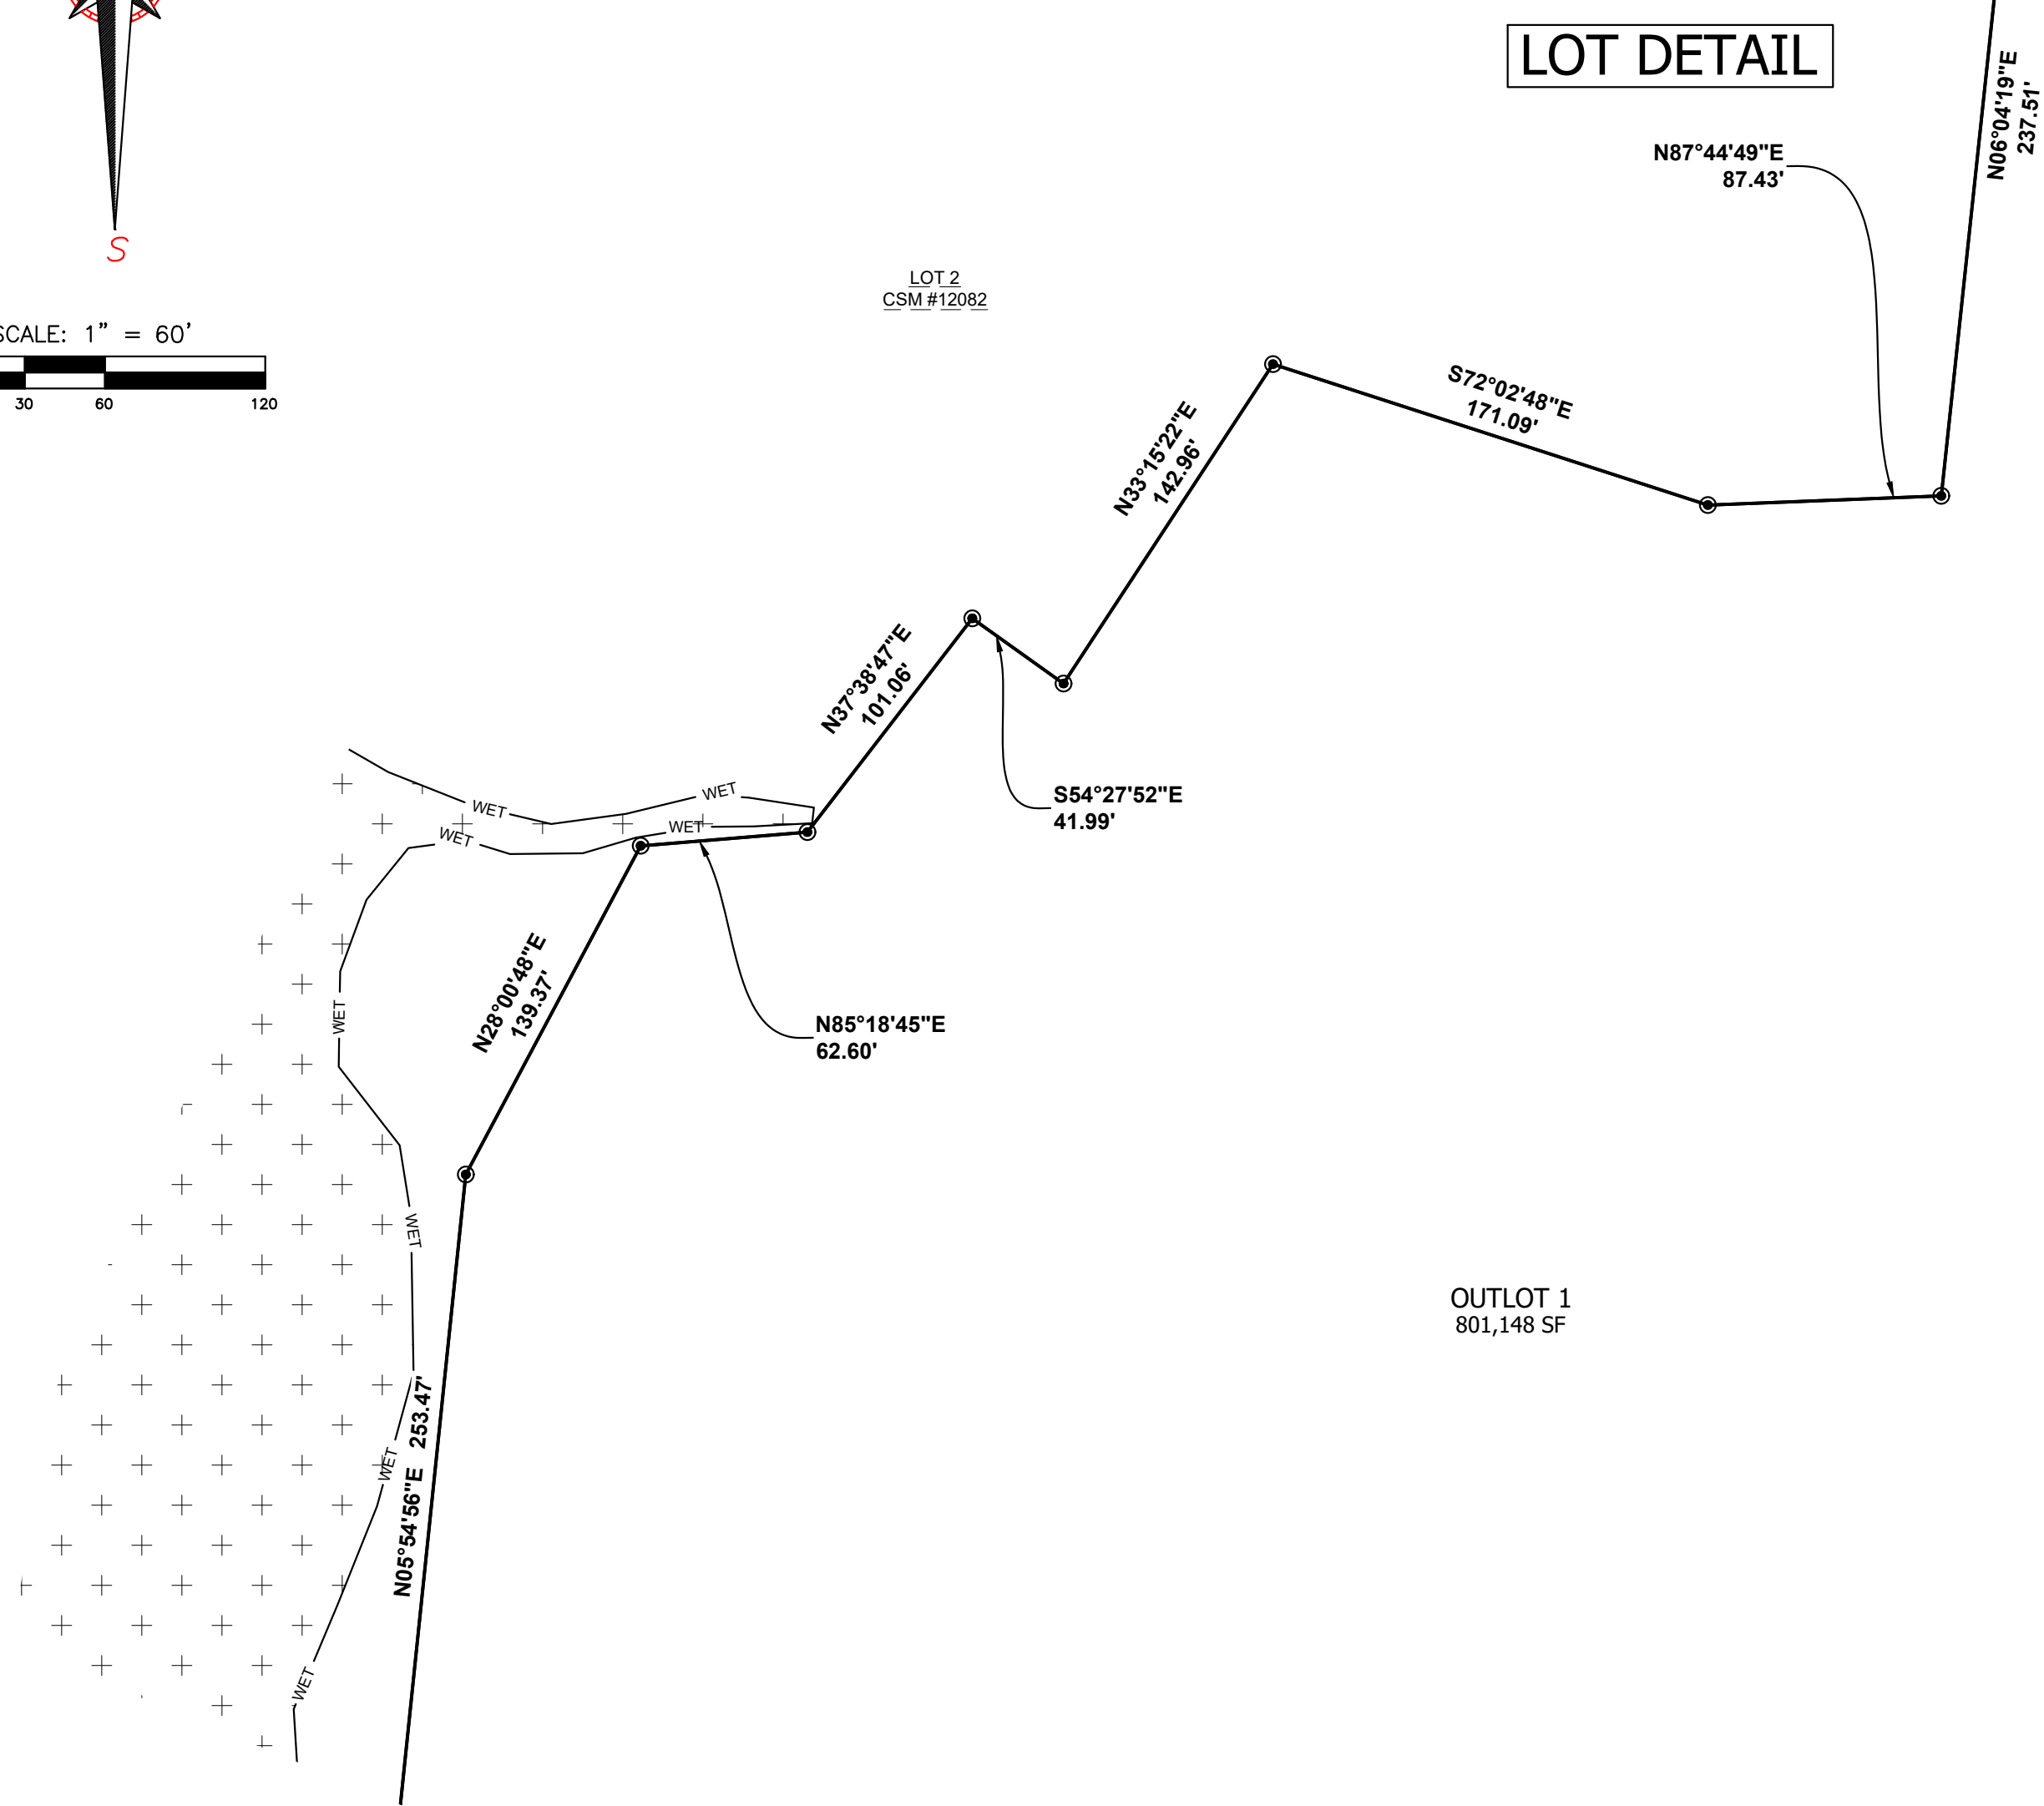 LOT DETAIL
N06°04'19"E
237.51'
N87°44'49"E
87.43'
S
LOT 2
CSM #12082
SCALE: 1" = 60'
30 60 120
S72°02'48"E
171.09'
N33°15'22"E
142.96'
N37°38'47"E
101.06'
S54°27'52"E
41.99'
WET
WET
WET
WET
N28°00'48"E
139.37'
N85°18'45"E
62.60'
WET
WET
OUTLOT 1
801,148 SF
N05°54'56"E 253.47'
WET
WET